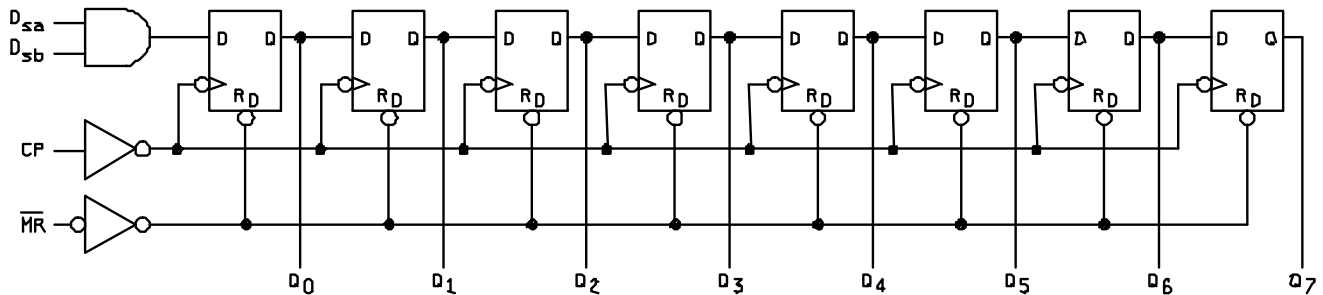 Dsa
Dsb
D Q D Q D Q D Q D Q D Q D Q D Q
RD RD RD RD RD RD RD RD
CP
M̅R̅
Q0 Q1 Q2 Q3 Q4 Q5 Q6 Q7